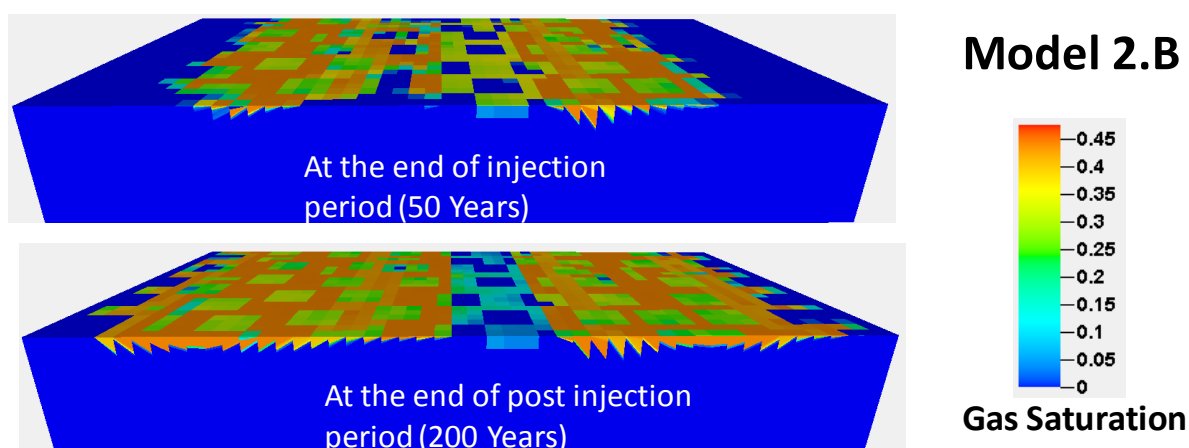 Model 2.B
At the end of injection
period (50 Years)
At the end of post injection
period (200 Years)
0.45
0.4
0.35
0.3
0.25
0.2
0.15
0.1
0.05
0
Gas Saturation